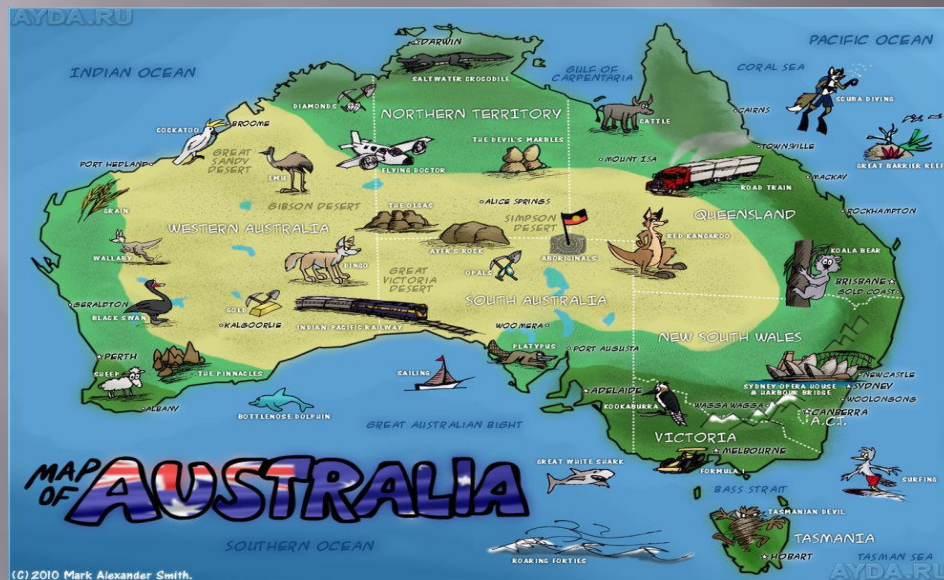 AYDA.RU
INDIAN OCEAN
DARWIN
SALTWATER CROCODILE
GULF OF
CARPENTARIA
CORAL SEA
PACIFIC OCEAN
SCUBA DIVING
DIAMONDS
NORTHERN TERRITORY
CATTLE
CAIRNS
COCKATOO
BROOME
GREAT
SANDY
DESERT
THE DEVIL'S MARBLES
TOWNSVILLE
GREAT BARRIER REEF
PORT HEDLAND
EMU
FLYING DOCTOR
MOUNT ISA
MACKAY
ROAD TRAIN
GRAIN
GIBSON DESERT
THE OLGAS
ALICE SPRINGS
SIMPSON
DESERT
QUEENSLAND
ROCKHAMPTON
WESTERN AUSTRALIA
RED KANGAROO
WALLABY
DINGO
AYER'S ROCK
ABORIGINALS
KOALA BEAR
GREAT
VICTORIA
DESERT
OPALS
BRISBANE
GOLD COAST
GERALDTON
BLACK SWAN
GOLD
SOUTH AUSTRALIA
KALGOORLIE
INDIAN PACIFIC RAILWAY
WOOMERA
NEW SOUTH WALES
PERTH
THE PINNACLES
PLATYPUS
PORT AUGUSTA
SHEEP
SAILING
NEWCASTLE
SYDNEY OPERA HOUSE
& HARBOUR BRIDGE
SYDNEY
ALBANY
BOTTLENOSE DOLPHIN
ADELAIDE
KOOKABURRA
WAGGA WAGGA
WOOLONGONG
CANBERRA
A.C.T.
GREAT AUSTRALIAN BIGHT
VICTORIA
MELBOURNE
MAP
OF
AUSTRALIA
GREAT WHITE SHARK
FORMULA 1
SURFING
BASS STRAIT
TASMANIAN DEVIL
TASMANIA
SOUTHERN OCEAN
ROARING FORTIES
HOBART
TASMAN SEA
(C) 2010 Mark Alexander Smith.
AYDA.RU